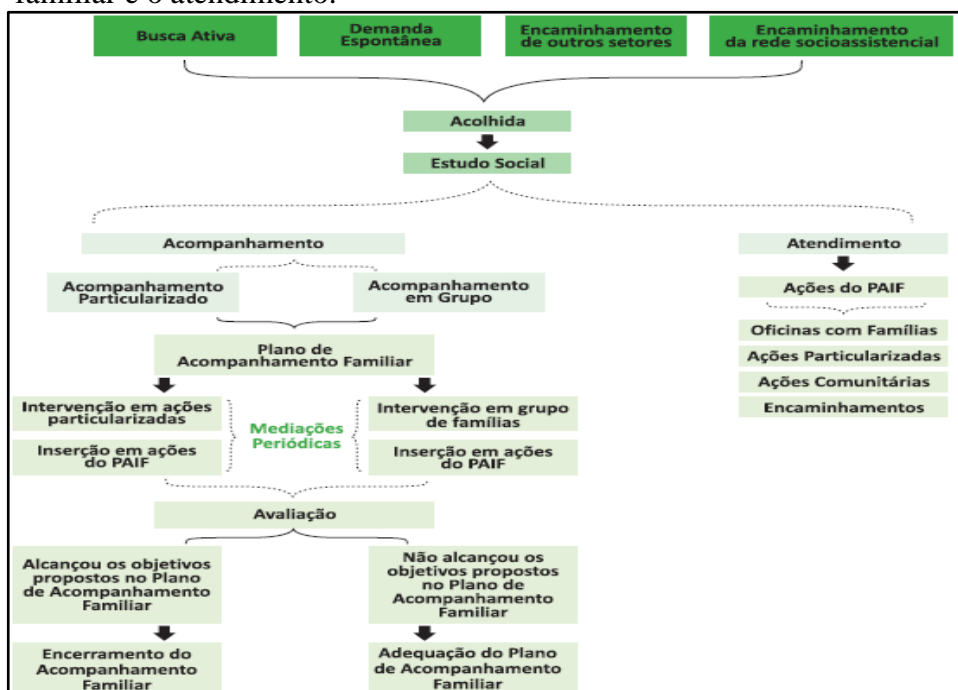 familiar e o atendimento.
Busca Ativa
Demanda
Espontânea
Encaminhamento
de outros setores
Encaminhamento
da rede socioassistencial
Acolhida
Estudo Social
Acompanhamento
Atendimento
Acompanhamento
Particularizado
Acompanhamento
em Grupo
Ações do PAIF
Plano de
Acompanhamento Familiar
Oficinas com Famílias
Ações Particularizadas
Ações Comunitárias
Encaminhamentos
Intervenção em ações
particularizadas
Mediações
Periódicas
Intervenção em grupo
de famílias
Inserção em ações
do PAIF
Inserção em ações
do PAIF
Avaliação
Alcançou os objetivos
propostos no Plano
de Acompanhamento
Familiar
Não alcançou os
objetivos propostos
no Plano de
Acompanhamento
Familiar
Encerramento do
Acompanhamento
Familiar
Adequação do Plano
de Acompanhamento
Familiar